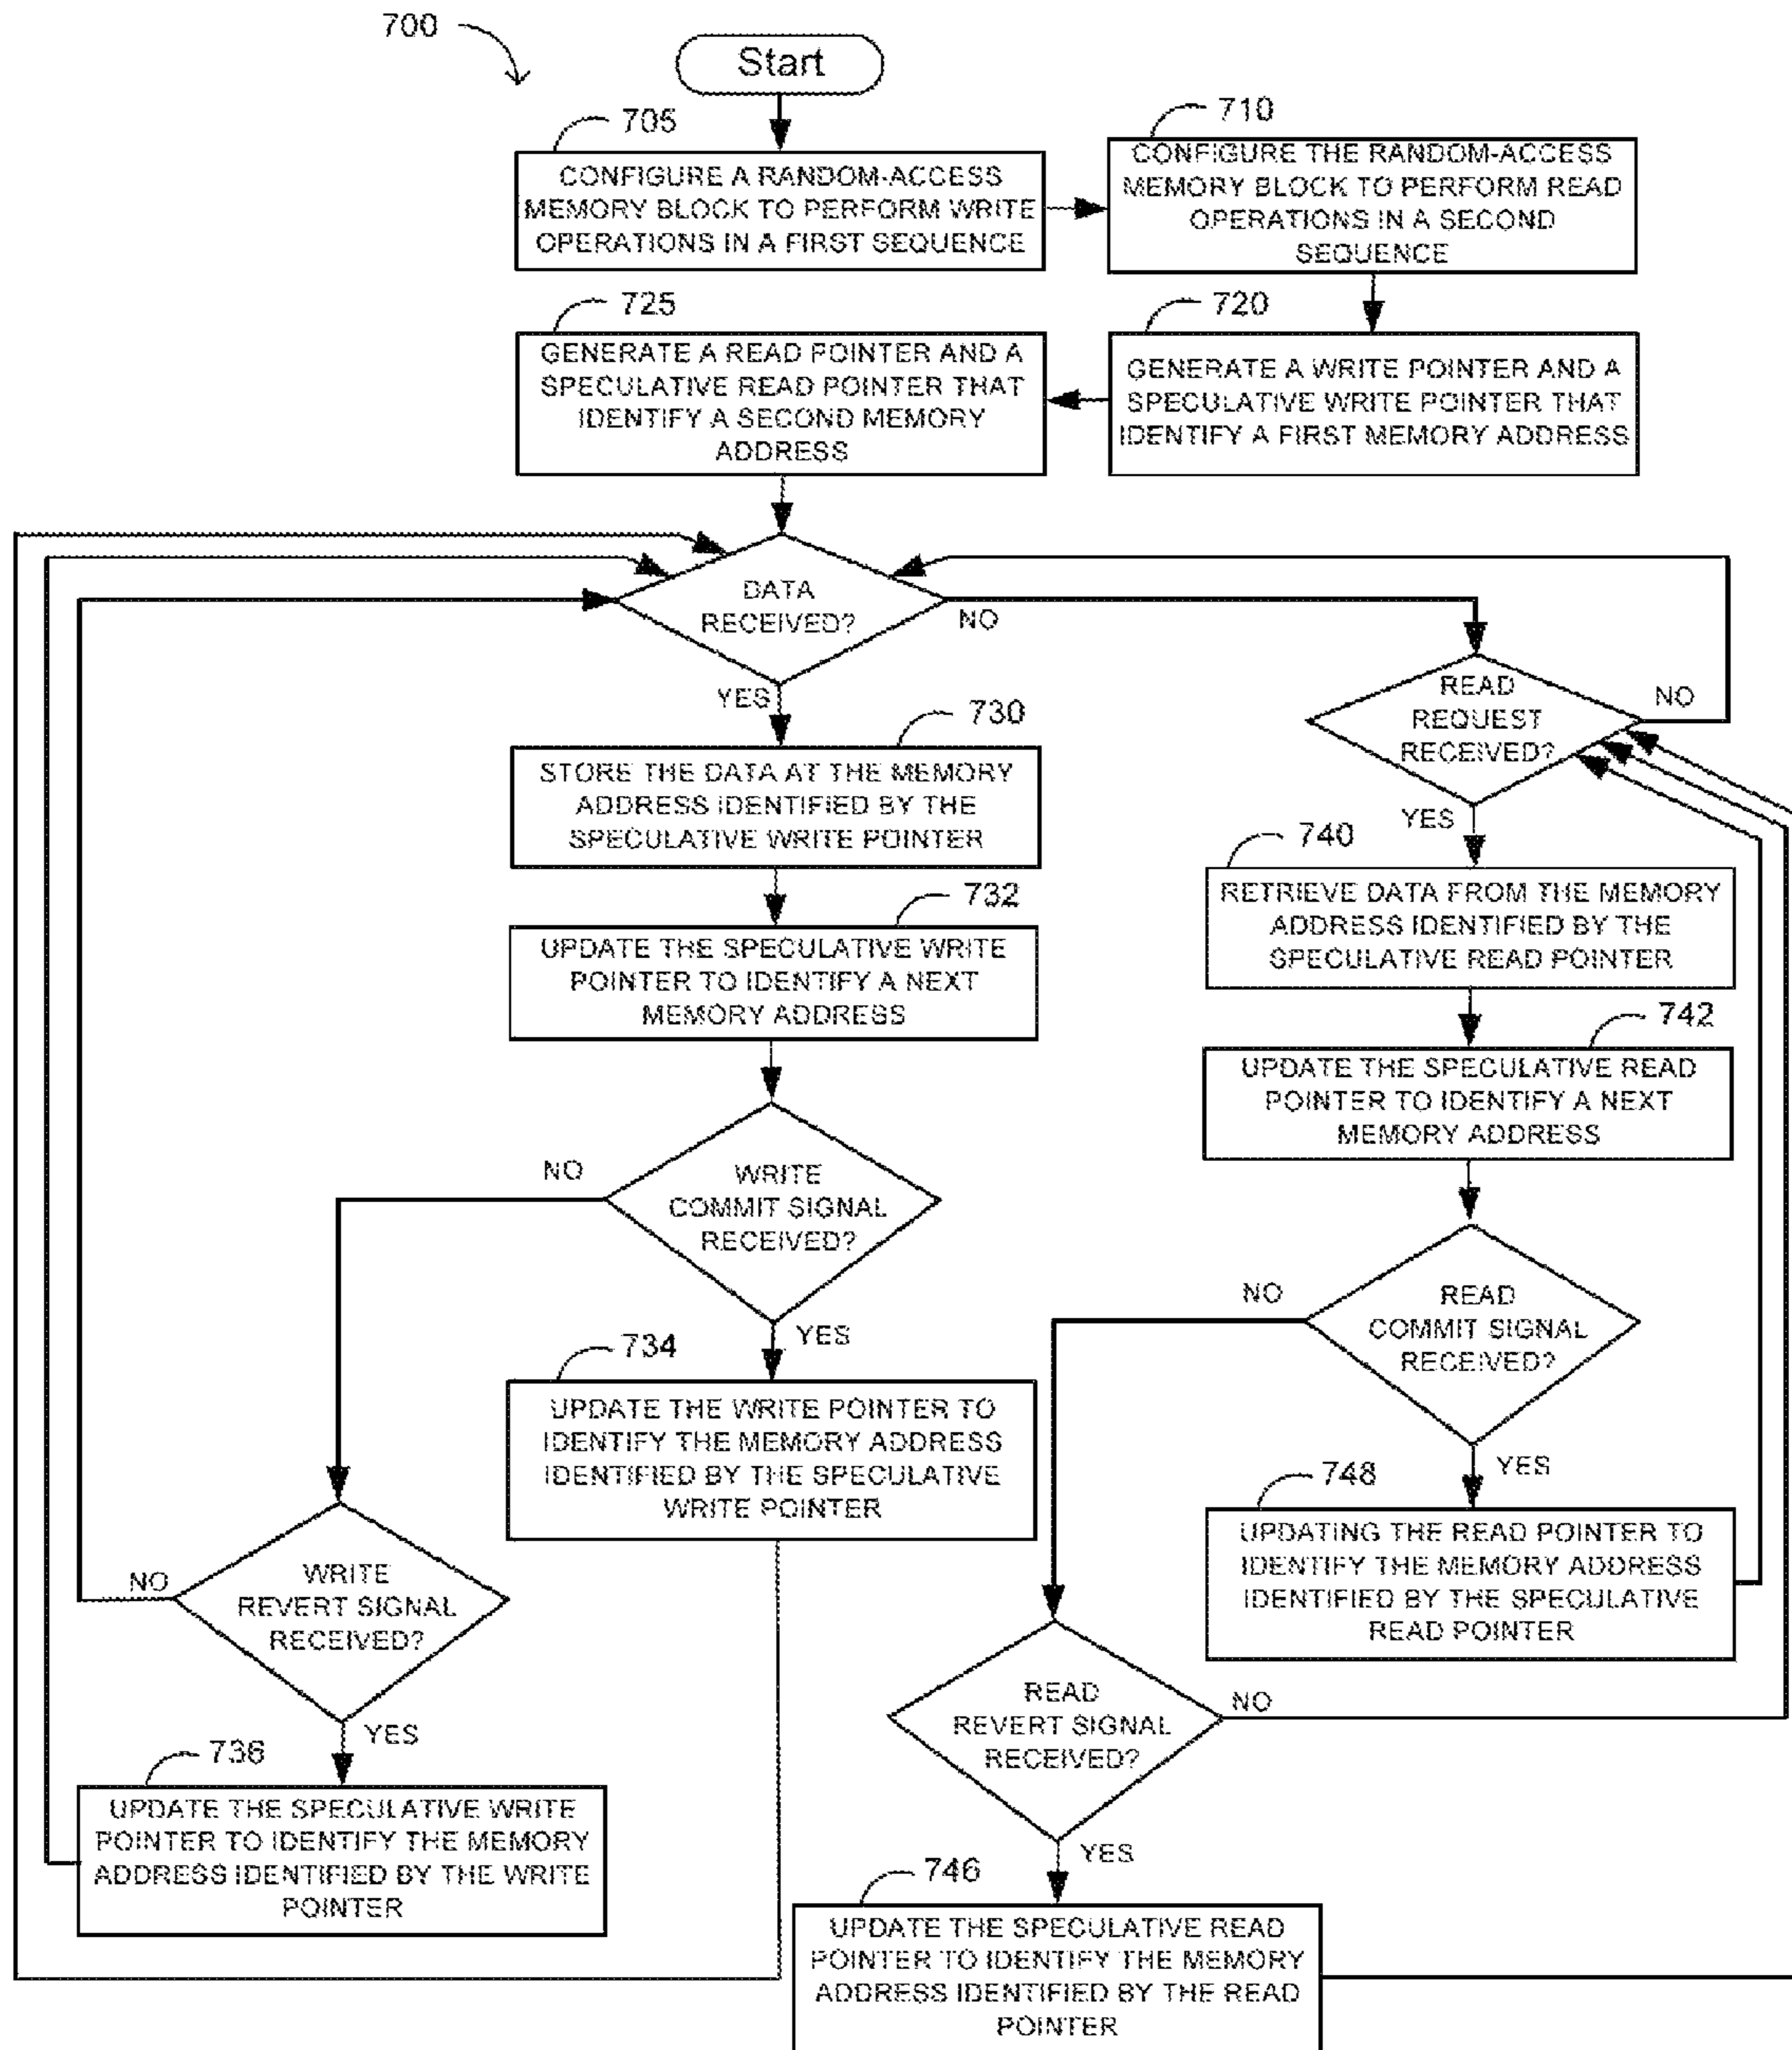 700
Start
705
CONFIGURE A RANDOM-ACCESS
MEMORY BLOCK TO PERFORM WRITE
OPERATIONS IN A FIRST SEQUENCE
710
CONFIGURE THE RANDOM-ACCESS
MEMORY BLOCK TO PERFORM READ
OPERATIONS IN A SECOND
SEQUENCE
725
GENERATE A READ POINTER AND A
SPECULATIVE READ POINTER THAT
IDENTIFY A SECOND MEMORY
ADDRESS
720
GENERATE A WRITE POINTER AND A
SPECULATIVE WRITE POINTER THAT
IDENTIFY A FIRST MEMORY ADDRESS
DATA
RECEIVED?
NO
YES
READ
REQUEST
RECEIVED?
NO
YES
730
STORE THE DATA AT THE MEMORY
ADDRESS IDENTIFIED BY THE
SPECULATIVE WRITE POINTER
740
RETRIEVE DATA FROM THE MEMORY
ADDRESS IDENTIFIED BY THE
SPECULATIVE READ POINTER
732
UPDATE THE SPECULATIVE WRITE
POINTER TO IDENTIFY A NEXT
MEMORY ADDRESS
742
UPDATE THE SPECULATIVE READ
POINTER TO IDENTIFY A NEXT
MEMORY ADDRESS
NO
WRITE
COMMIT SIGNAL
RECEIVED?
YES
NO
READ
COMMIT SIGNAL
RECEIVED?
YES
734
UPDATE THE WRITE POINTER TO
IDENTIFY THE MEMORY ADDRESS
IDENTIFIED BY THE SPECULATIVE
WRITE POINTER
748
UPDATING THE READ POINTER TO
IDENTIFY THE MEMORY ADDRESS
IDENTIFIED BY THE SPECULATIVE
READ POINTER
NO
WRITE
REVERT SIGNAL
RECEIVED?
YES
READ
REVERT SIGNAL
RECEIVED?
NO
YES
736
UPDATE THE SPECULATIVE WRITE
POINTER TO IDENTIFY THE MEMORY
ADDRESS IDENTIFIED BY THE WRITE
POINTER
746
UPDATE THE SPECULATIVE READ
POINTER TO IDENTIFY THE MEMORY
ADDRESS IDENTIFIED BY THE READ
POINTER